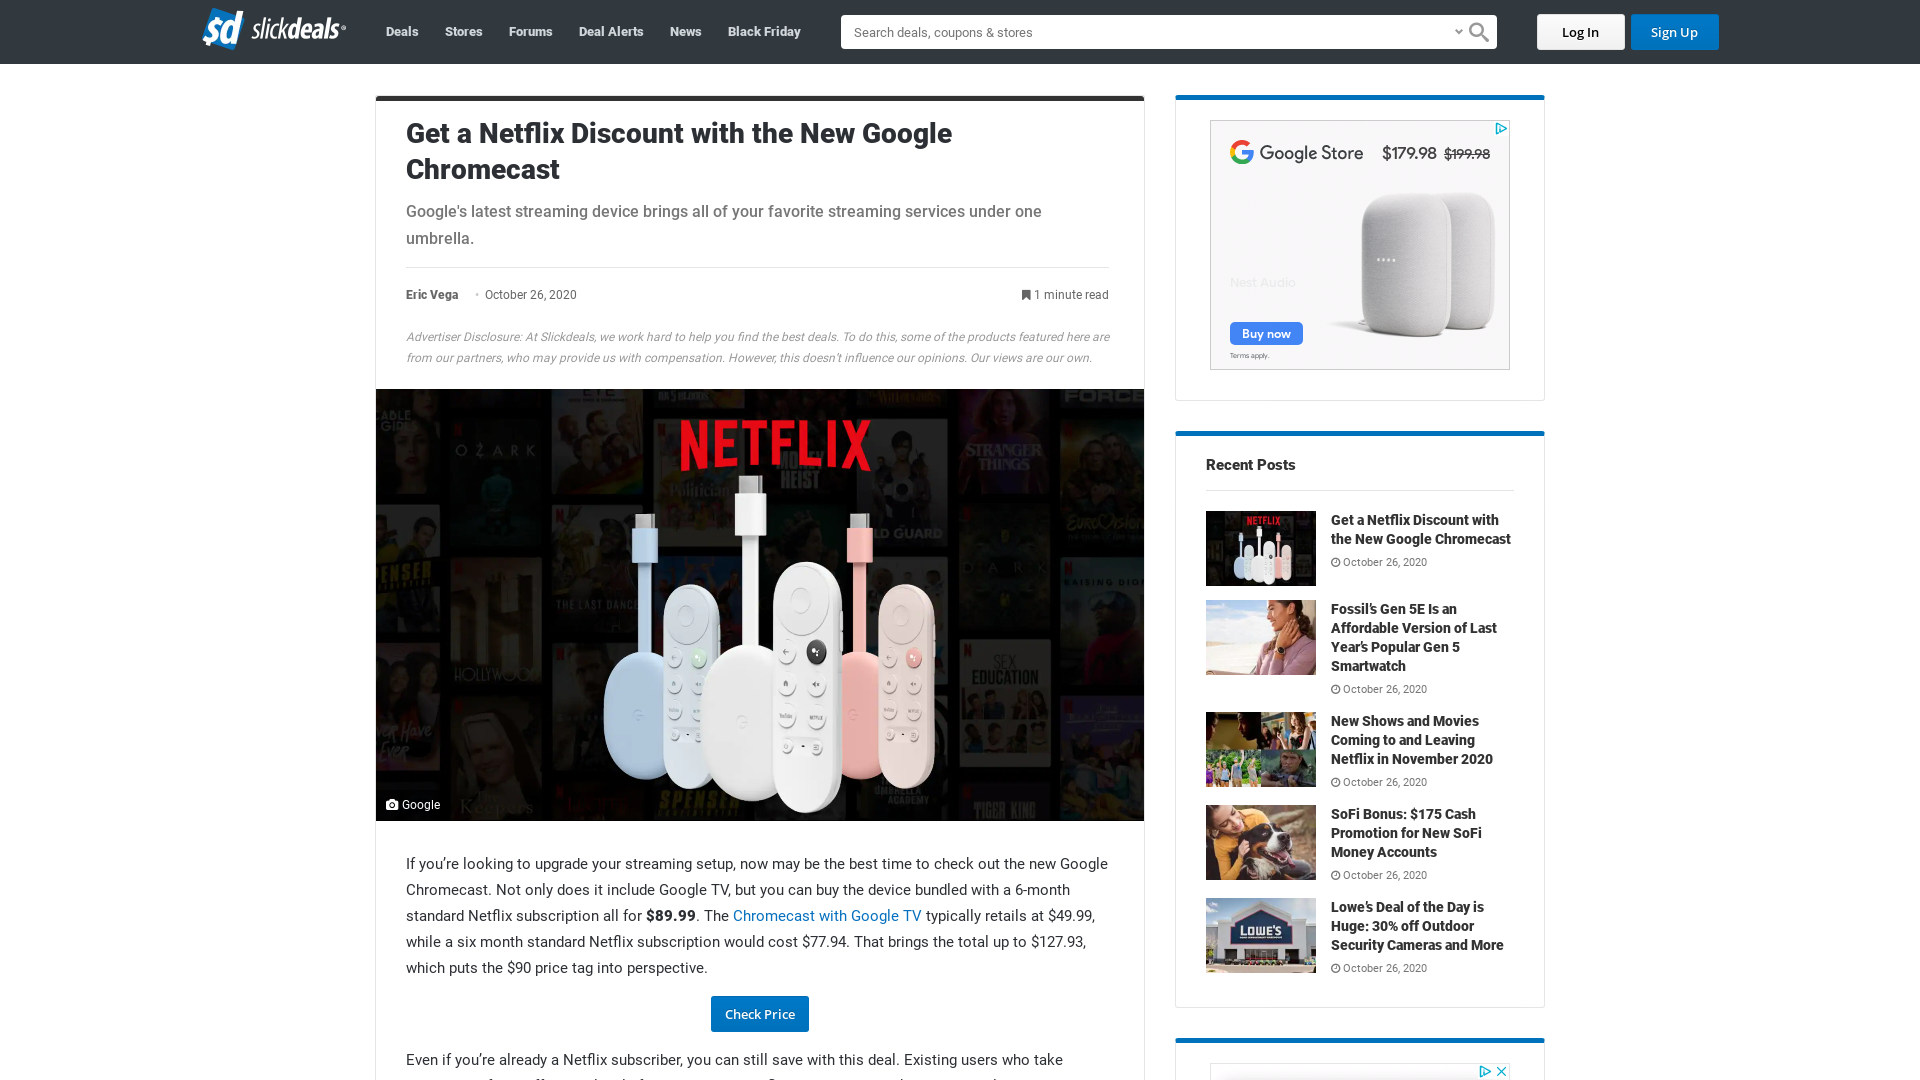 sd slickdeals
Deals
Stores
Forums
Deal Alerts
News
Black Friday
Search deals, coupons & stores
Log In
Sign Up
Get a Netflix Discount with the New Google
Chromecast
Google's latest streaming device brings all of your favorite streaming services under one
umbrella.
Eric Vega • October 26, 2020
1 minute read
Advertiser Disclosure: At Slickdeals, we work hard to help you find the best deals. To do this, some of the products featured here are
from our partners, who may provide us with compensation. However, this doesn’t influence our opinions. Our views are our own.
NETFLIX
OZARK
STRANGER
THINGS
THE LAST DANCE
HOLLYWOOD
SEX
EDUCATION
TIGER KING
Google
If you’re looking to upgrade your streaming setup, now may be the best time to check out the new Google
Chromecast. Not only does it include Google TV, but you can buy the device bundled with a 6-month
standard Netflix subscription all for $89.99. The Chromecast with Google TV typically retails at $49.99,
while a six month standard Netflix subscription would cost $77.94. That brings the total up to $127.93,
which puts the $90 price tag into perspective.
Check Price
Even if you’re already a Netflix subscriber, you can still save with this deal. Existing users who take
Google Store
$179.98 $199.98
Nest Audio
Buy now
Terms apply.
Recent Posts
NETFLIX
Get a Netflix Discount with
the New Google Chromecast
October 26, 2020
Fossil’s Gen 5E Is an
Affordable Version of Last
Year’s Popular Gen 5
Smartwatch
October 26, 2020
New Shows and Movies
Coming to and Leaving
Netflix in November 2020
October 26, 2020
SoFi Bonus: $175 Cash
Promotion for New SoFi
Money Accounts
October 26, 2020
LOWE'S
Lowe’s Deal of the Day is
Huge: 30% off Outdoor
Security Cameras and More
October 26, 2020